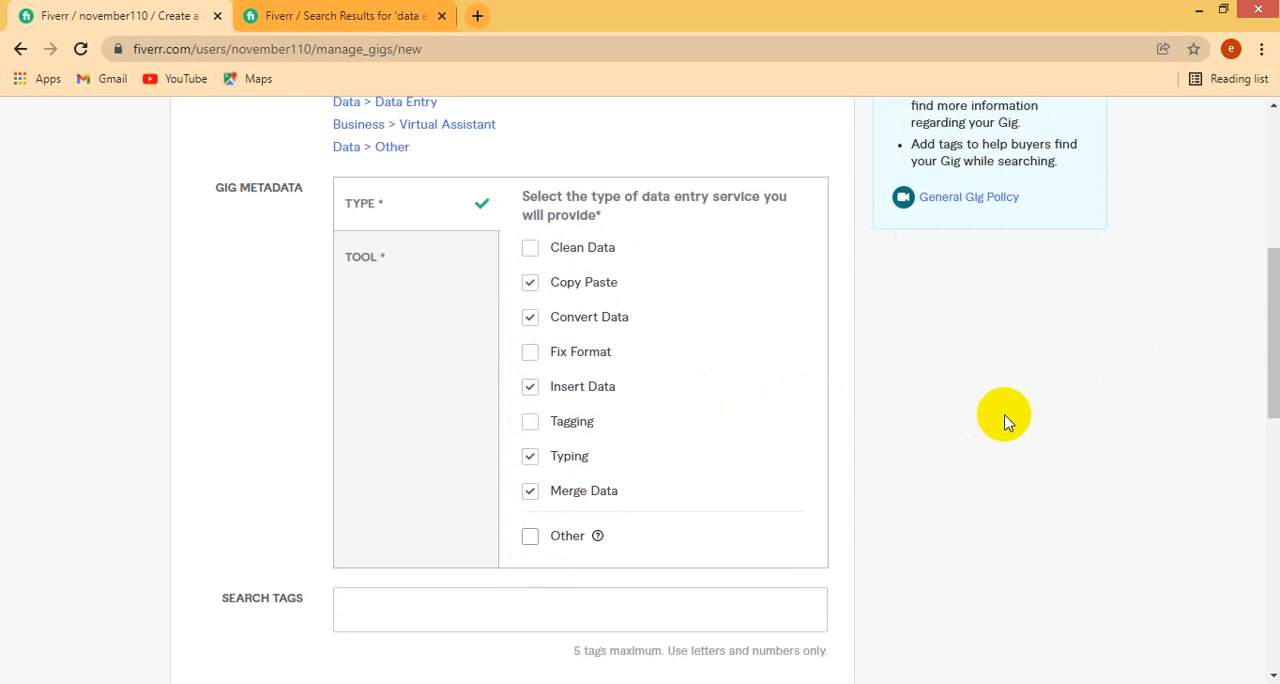 Fiverr / november110 / Create a
Fiverr / Search Results for 'data e
fiverr.com/users/november110/manage_gigs/new
e
Apps
Gmail
YouTube
Maps
Reading list
Data > Data Entry
Business > Virtual Assistant
Data > Other
find more information
regarding your Gig.
• Add tags to help buyers find
your Gig while searching.
General Gig Policy
GIG METADATA
TYPE *
TOOL *
Select the type of data entry service you
will provide*
Clean Data
Copy Paste
Convert Data
Fix Format
Insert Data
Tagging
Typing
Merge Data
Other
SEARCH TAGS
5 tags maximum. Use letters and numbers only.